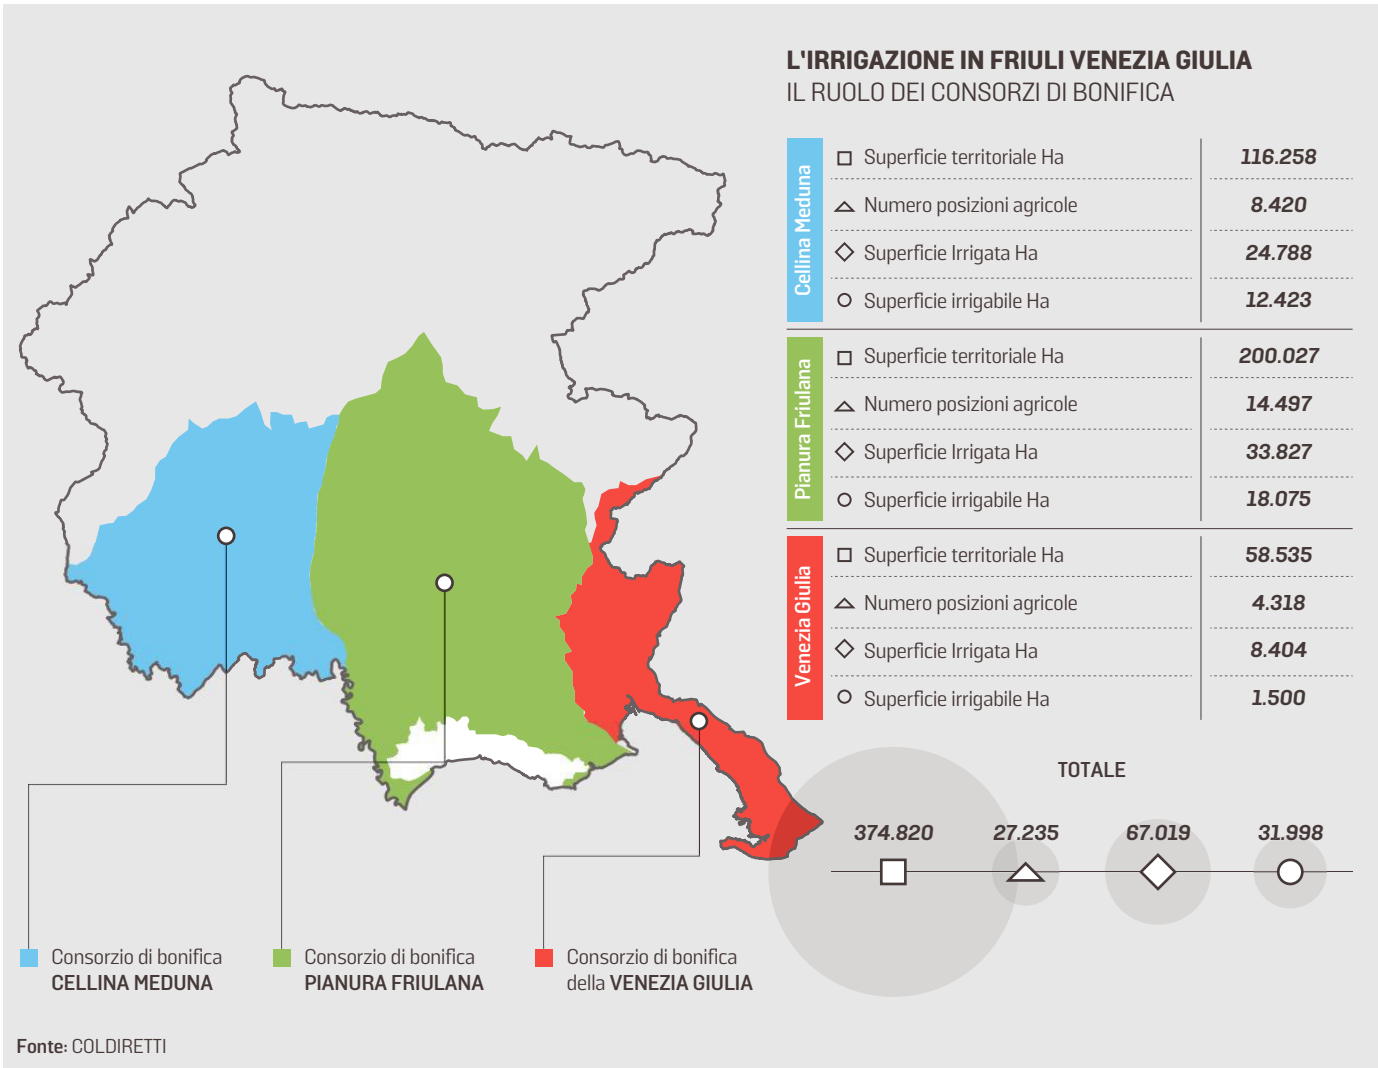 L'IRRIGAZIONE IN FRIULI VENEZIA GIULIA
IL RUOLO DEI CONSORZI DI BONIFICA
Cellina Meduna
Superficie territoriale Ha 116.258
Numero posizioni agricole 8.420
Superficie Irrigata Ha 24.788
Superficie irrigabile Ha 12.423
Pianura Friulana
Superficie territoriale Ha 200.027
Numero posizioni agricole 14.497
Superficie Irrigata Ha 33.827
Superficie irrigabile Ha 18.075
Venezia Giulia
Superficie territoriale Ha 58.535
Numero posizioni agricole 4.318
Superficie Irrigata Ha 8.404
Superficie irrigabile Ha 1.500
TOTALE
374.820 27.235 67.019 31.998
Consorzio di bonifica
CELLINA MEDUNA
Consorzio di bonifica
PIANURA FRIULANA
Consorzio di bonifica
della VENEZIA GIULIA
Fonte: COLDIRETTI